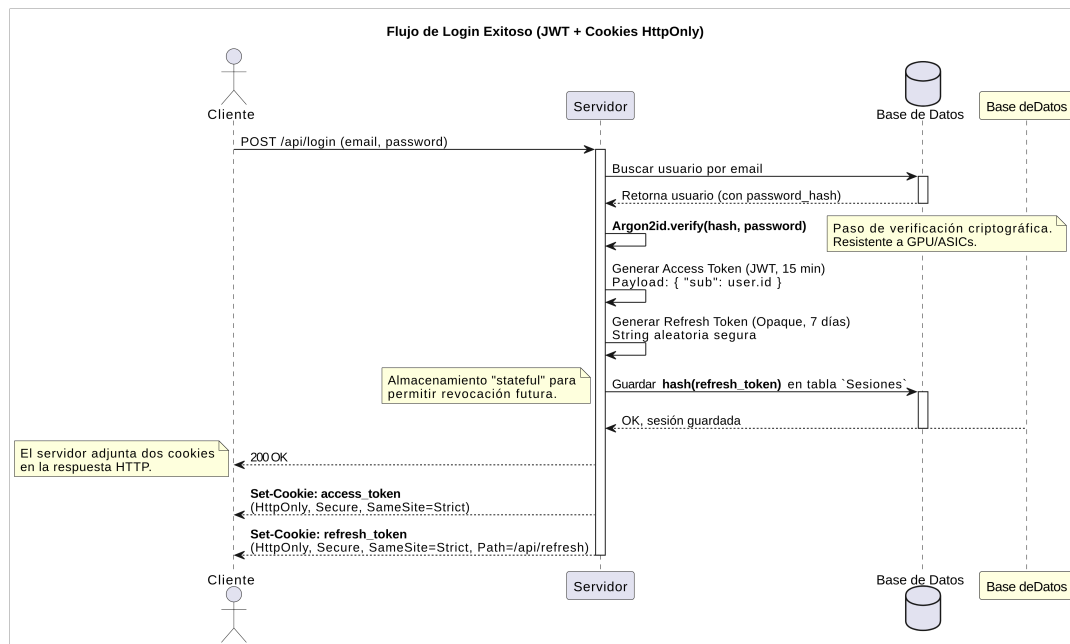 Flujo de Login Exitoso (JWT + Cookies HttpOnly)
Cliente
Servidor
Base de Datos
Base deDatos
POST /api/login (email, password)
Buscar usuario por email
Retorna usuario (con password_hash)
Argon2id.verify(hash, password)
Paso de verificación criptográfica.
Resistente a GPU/ASICs.
Generar Access Token (JWT, 15 min)
Payload: { "sub": user.id }
Generar Refresh Token (Opaque, 7 días)
String aleatoria segura
Almacenamiento "stateful" para
permitir revocación futura.
Guardar hash(refresh_token) en tabla `Sesiones`
OK, sesión guardada
El servidor adjunta dos cookies
en la respuesta HTTP.
200 OK
Set-Cookie: access_token
(HttpOnly, Secure, SameSite=Strict)
Set-Cookie: refresh_token
(HttpOnly, Secure, SameSite=Strict, Path=/api/refresh)
Cliente
Servidor
Base de Datos
Base deDatos